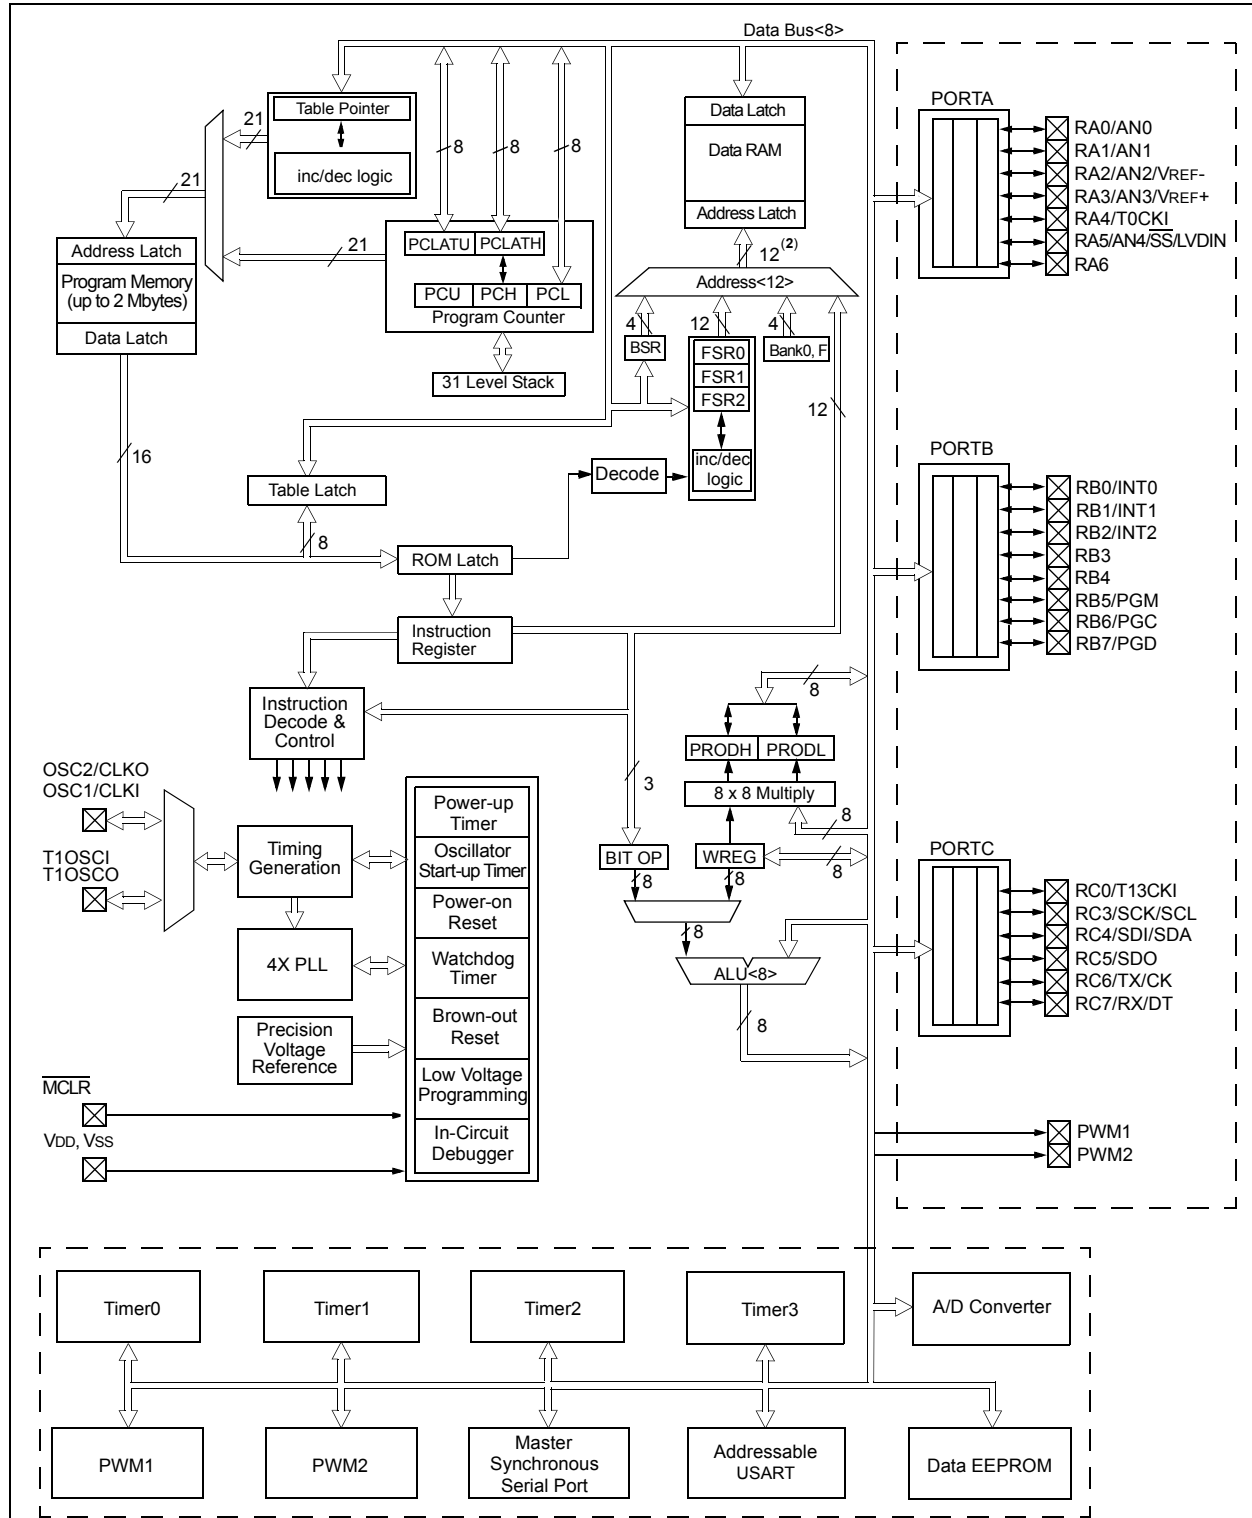 Data Bus<8>
Table Pointer
21
inc/dec logic
21
8
8
8
Data Latch
Data RAM
Address Latch
12(2)
Address<12>
Address Latch
Program Memory
(up to 2 Mbytes)
Data Latch
21
PCLATU
PCLATH
PCU
PCH
PCL
Program Counter
31 Level Stack
4
12
4
BSR
FSR0
FSR1
FSR2
inc/dec
logic
Bank0, F
12
16
Table Latch
8
Decode
ROM Latch
Instruction
Register
Instruction
Decode &
Control
8
PRODH
PRODL
3
8 x 8 Multiply
8
BIT OP
WREG
8
8
8
8
ALU<8>
8
OSC2/CLKO
OSC1/CLKI
T1OSCI
T1OSCO
Timing
Generation
4X PLL
Precision
Voltage
Reference
MCLR
VDD, VSS
Power-up
Timer
Oscillator
Start-up Timer
Power-on
Reset
Watchdog
Timer
Brown-out
Reset
Low Voltage
Programming
In-Circuit
Debugger
PORTA
RA0/AN0
RA1/AN1
RA2/AN2/VREF-
RA3/AN3/VREF+
RA4/T0CKI
RA5/AN4/SS/LVDIN
RA6
PORTB
RB0/INT0
RB1/INT1
RB2/INT2
RB3
RB4
RB5/PGM
RB6/PGC
RB7/PGD
PORTC
RC0/T13CKI
RC3/SCK/SCL
RC4/SDI/SDA
RC5/SDO
RC6/TX/CK
RC7/RX/DT
PWM1
PWM2
Timer0
Timer1
Timer2
Timer3
A/D Converter
PWM1
PWM2
Master
Synchronous
Serial Port
Addressable
USART
Data EEPROM